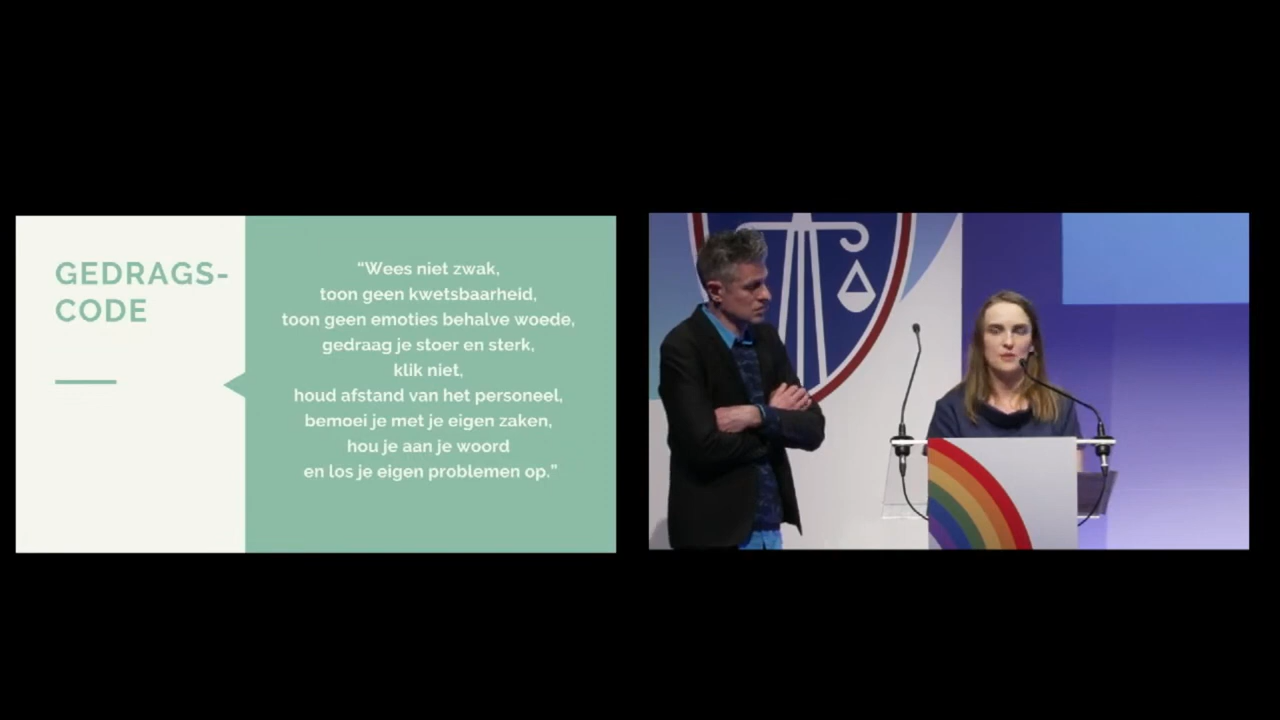 GEDRAGS-
CODE
“Wees niet zwak,
toon geen kwetsbaarheid,
toon geen emoties behalve woede,
gedraag je stoer en sterk,
klik niet,
houd afstand van het personeel,
bemoei je met je eigen zaken,
hou je aan je woord
en los je eigen problemen op.”